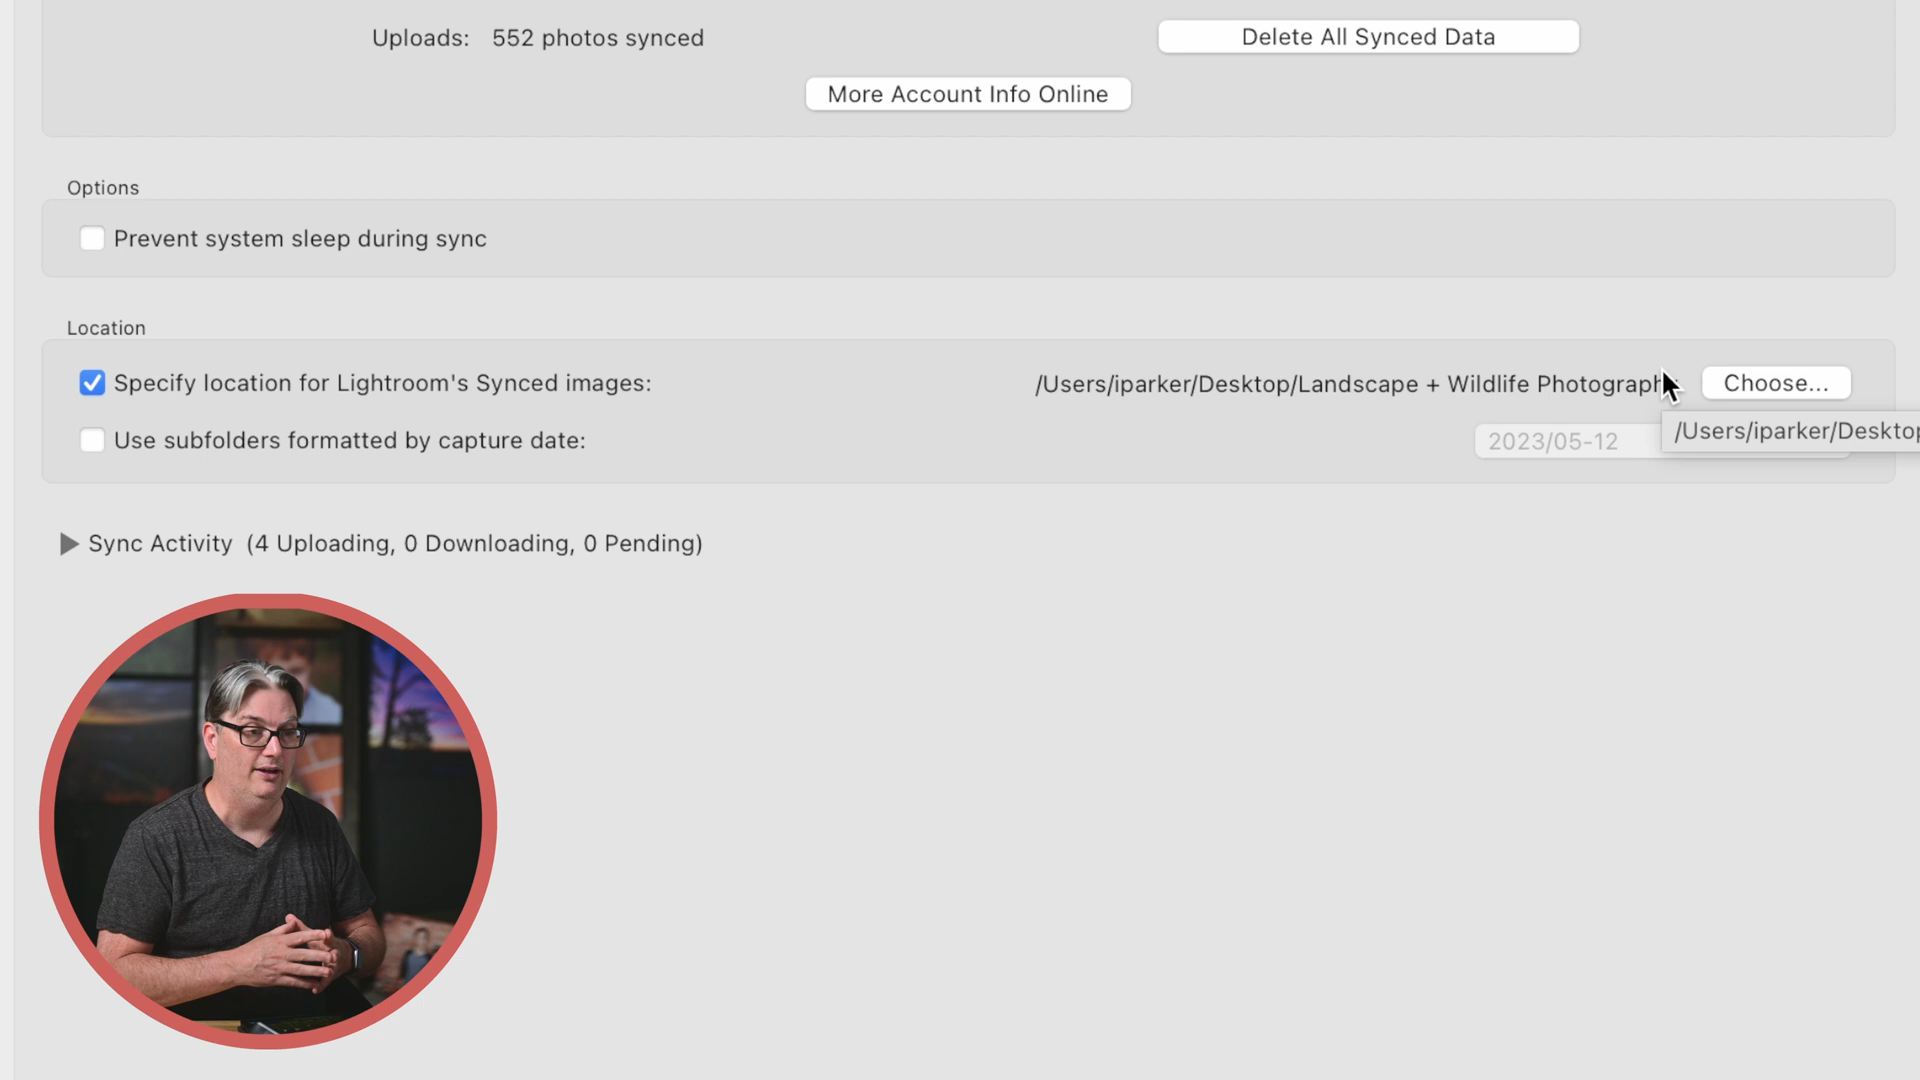 Uploads: 552 photos synced
Delete All Synced Data
More Account Info Online
Options
Prevent system sleep during sync
Location
Specify location for Lightroom's Synced images:
/Users/iparker/Desktop/Landscape + Wildlife Photography
Choose...
Use subfolders formatted by capture date:
2023/05-12
/Users/iparker/Desktop
Sync Activity (4 Uploading, 0 Downloading, 0 Pending)